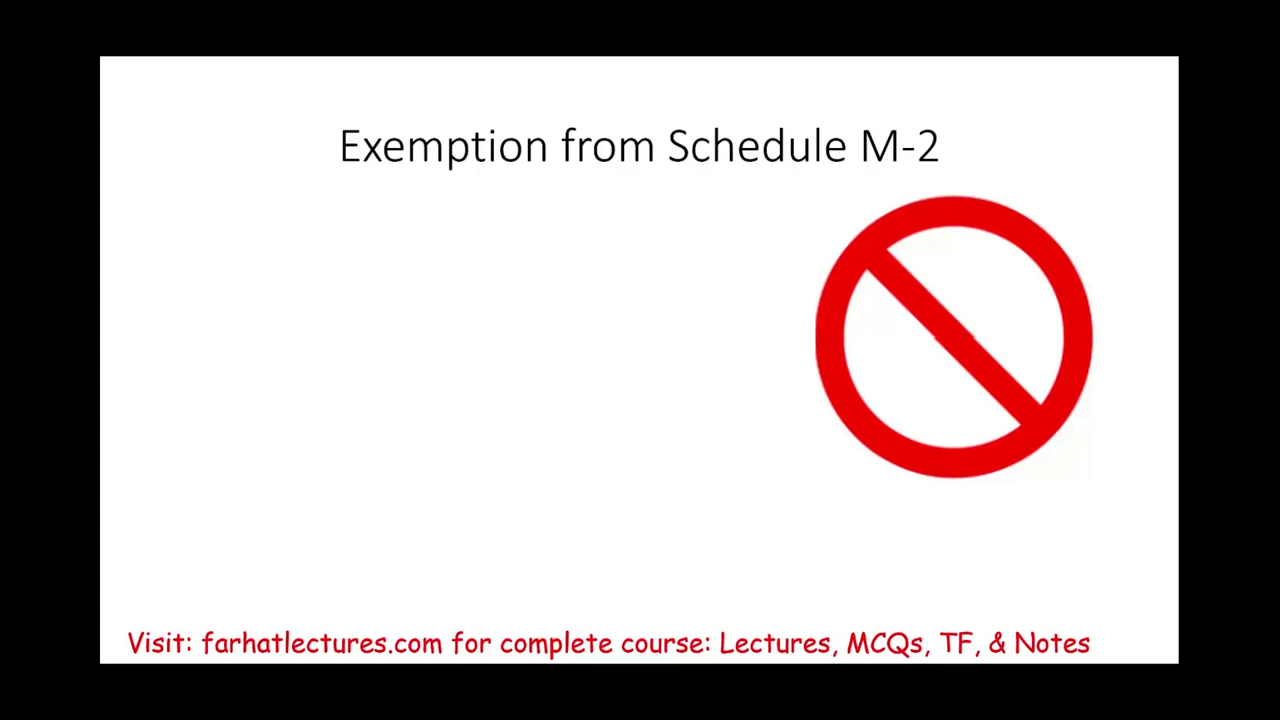 Exemption from Schedule M-2
Visit: farhatlectures.com for complete course: Lectures, MCQs, TF, & Notes